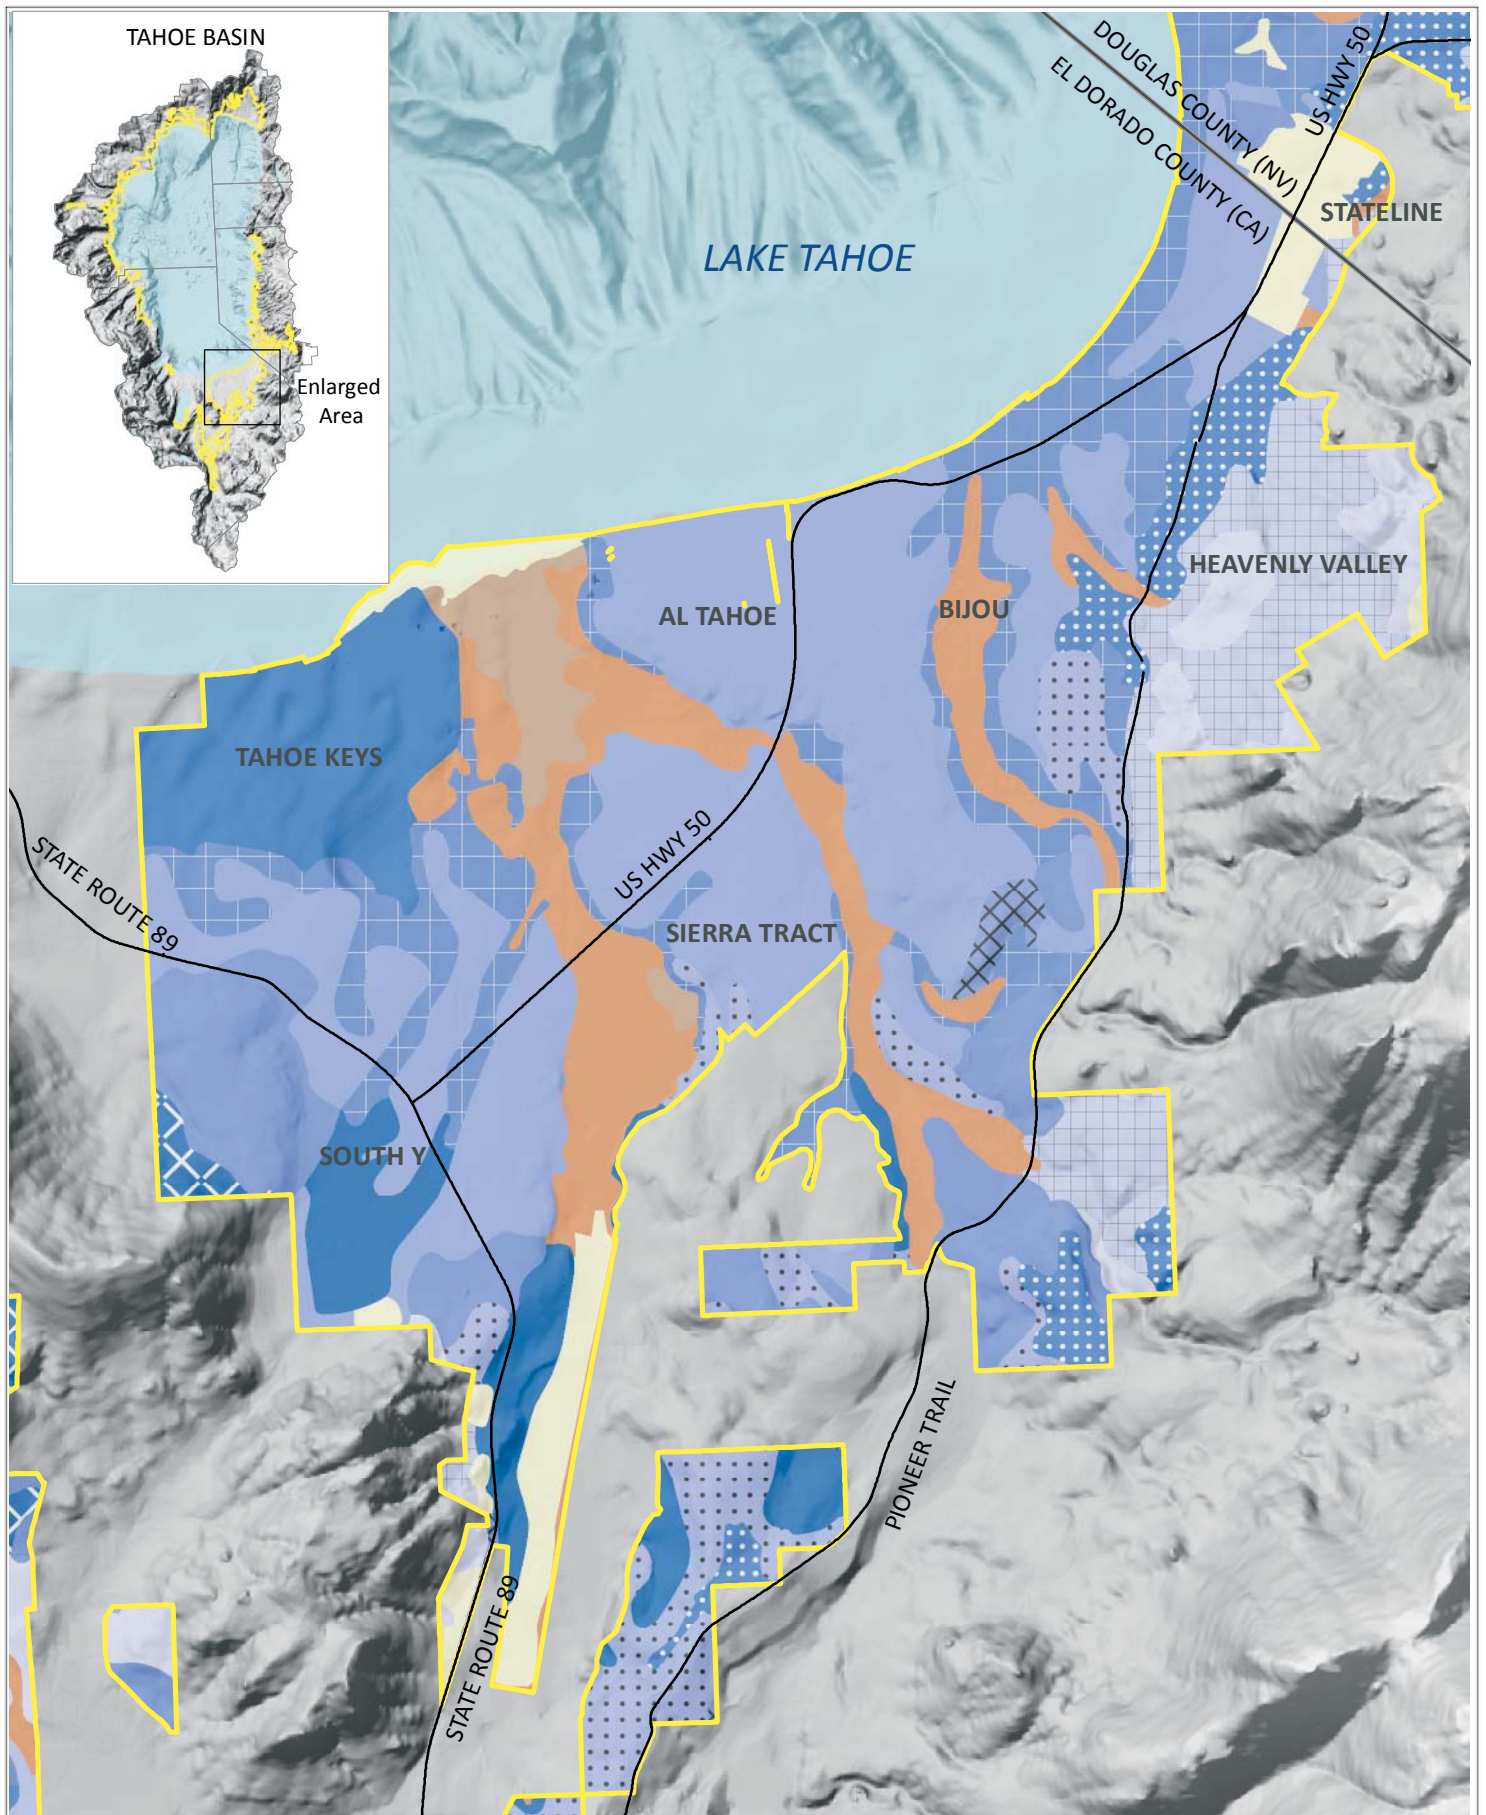 TAHOE BASIN
Enlarged
Area
DOUGLAS COUNTY (NV)
EL DORADO COUNTY (CA)
US HWY 50
STATELINE
LAKE TAHOE
HEAVENLY VALLEY
AL TAHOE
BIJOU
TAHOE KEYS
US HWY 50
STATE ROUTE 89
SIERRA TRACT
SOUTH Y
PIONEER TRAIL
STATE ROUTE 89